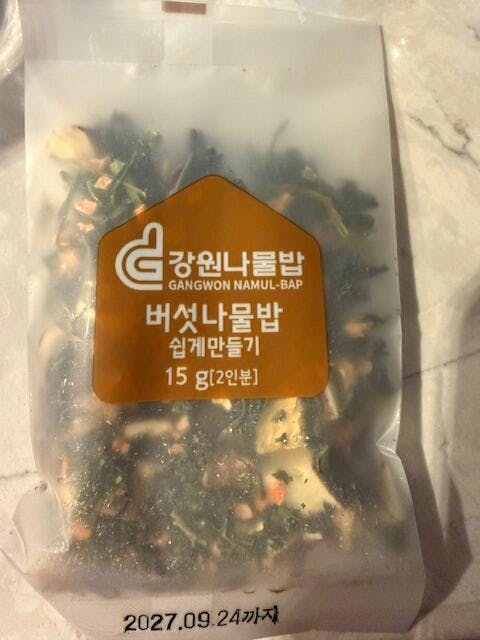 강원나물밥
GANGWON NAMUL-BAP
버섯나물밥
쉽게만들기
15 g[2인분]
2027.09.24까지